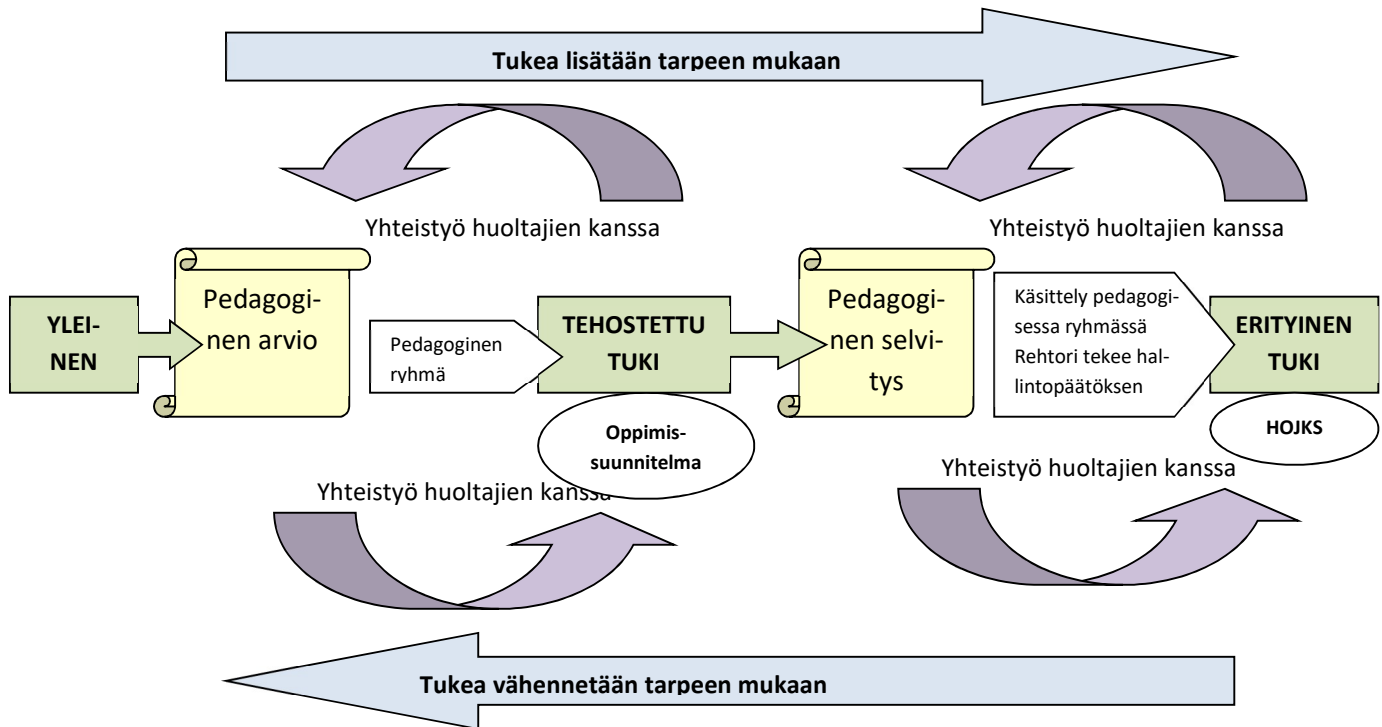 Tukea lisätään tarpeen mukaan
Yhteistyö huoltajien kanssa
Yhteistyö huoltajien kanssa
YLEI-
NEN
Pedagogi-
nen arvio
Pedagoginen
ryhmä
TEHOSTETTU
TUKI
Oppimis-
suunnitelma
Pedagogi-
nen selvi-
tys
Käsittely pedagogi-
sessa ryhmässä
Rehtori tekee hal-
lintopäätöksen
ERITYINEN
TUKI
HOJKS
Yhteistyö huoltajien kanssa
Yhteistyö huoltajien kanssa
Tukea vähennetään tarpeen mukaan